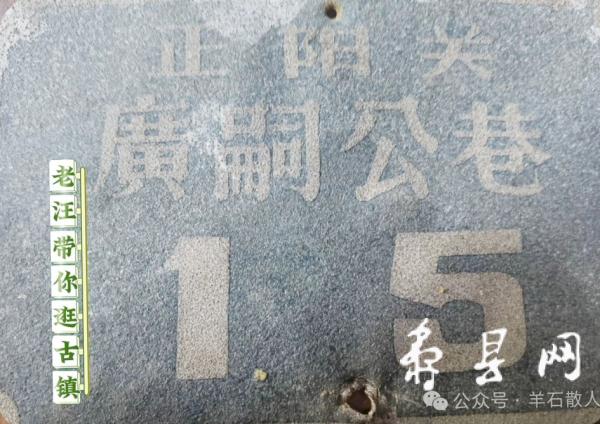 正阳关
廣嗣公巷
15
老汪带你逛古镇
寿县网
公众号·羊石散人